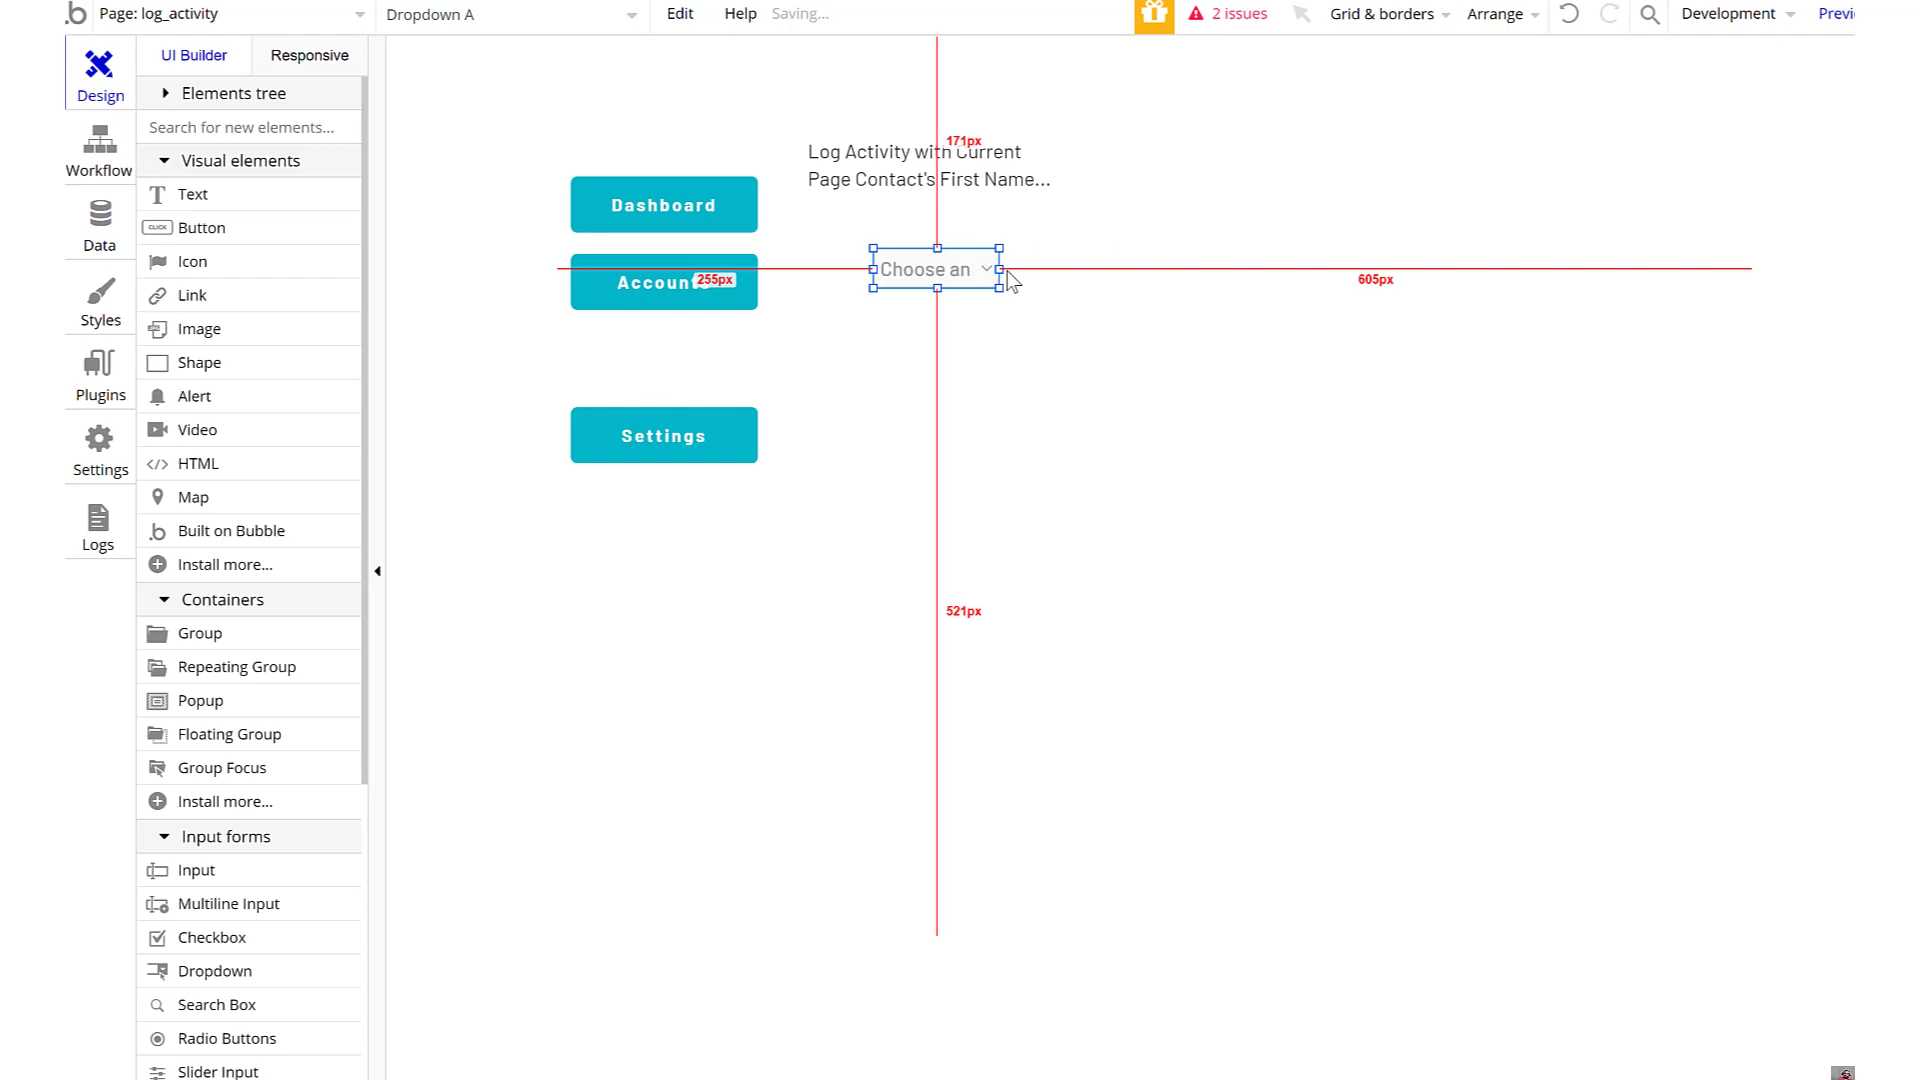 .b
Page: log_activity
Dropdown A
Edit
Help
Saving...
2 issues
Grid & borders
Arrange
Development
Previ
Design
Workflow
Data
Styles
Plugins
Settings
Logs
UI Builder
Responsive
Elements tree
Search for new elements...
Visual elements
Text
CLICK Button
Icon
Link
Image
Shape
Alert
Video
</> HTML
Map
.b Built on Bubble
Install more...
Containers
Group
Repeating Group
Popup
Floating Group
Group Focus
Install more...
Input forms
Input
Multiline Input
Checkbox
Dropdown
Search Box
Radio Buttons
Slider Input
171px
Log Activity with Current
Page Contact's First Name...
Dashboard
Choose an
Accounts
255px
605px
Settings
521px